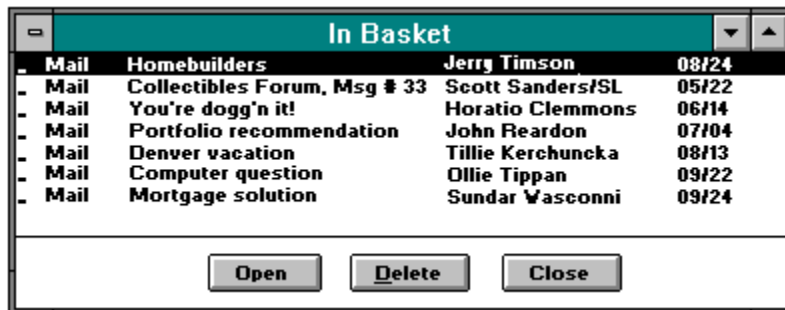 In Basket
_ Mail Homebuilders Jerry Timson 08/24
_ Mail Collectibles Forum, Msg # 33 Scott Sanders/SL 05/22
_ Mail You're dogg'n it! Horatio Clemmons 06/14
_ Mail Portfolio recommendation John Reardon 07/04
_ Mail Denver vacation Tillie Kerchuncka 08/13
_ Mail Computer question Ollie Tippan 09/22
_ Mail Mortgage solution Sundar Vasconni 09/24
Open Delete Close